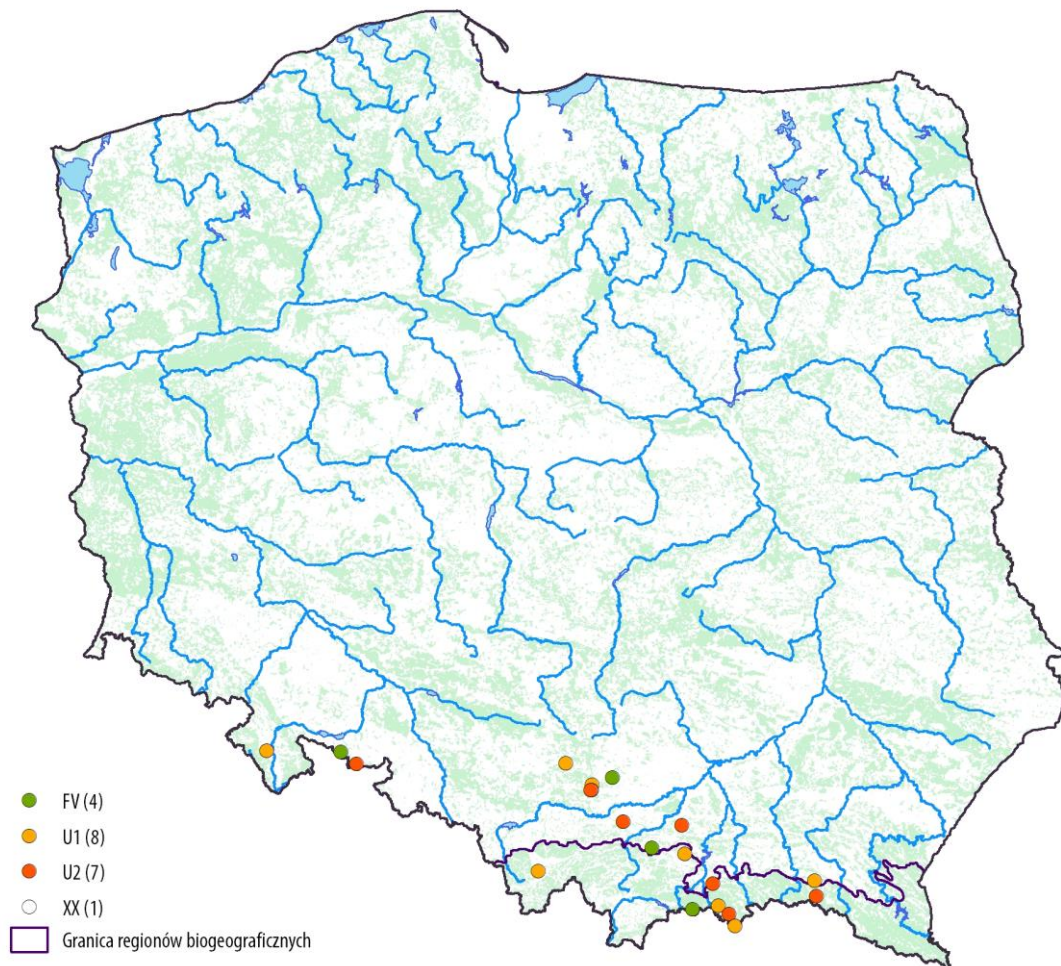 FV (4)
U1 (8)
U2 (7)
XX (1)
Granica regionów biogeograficznych